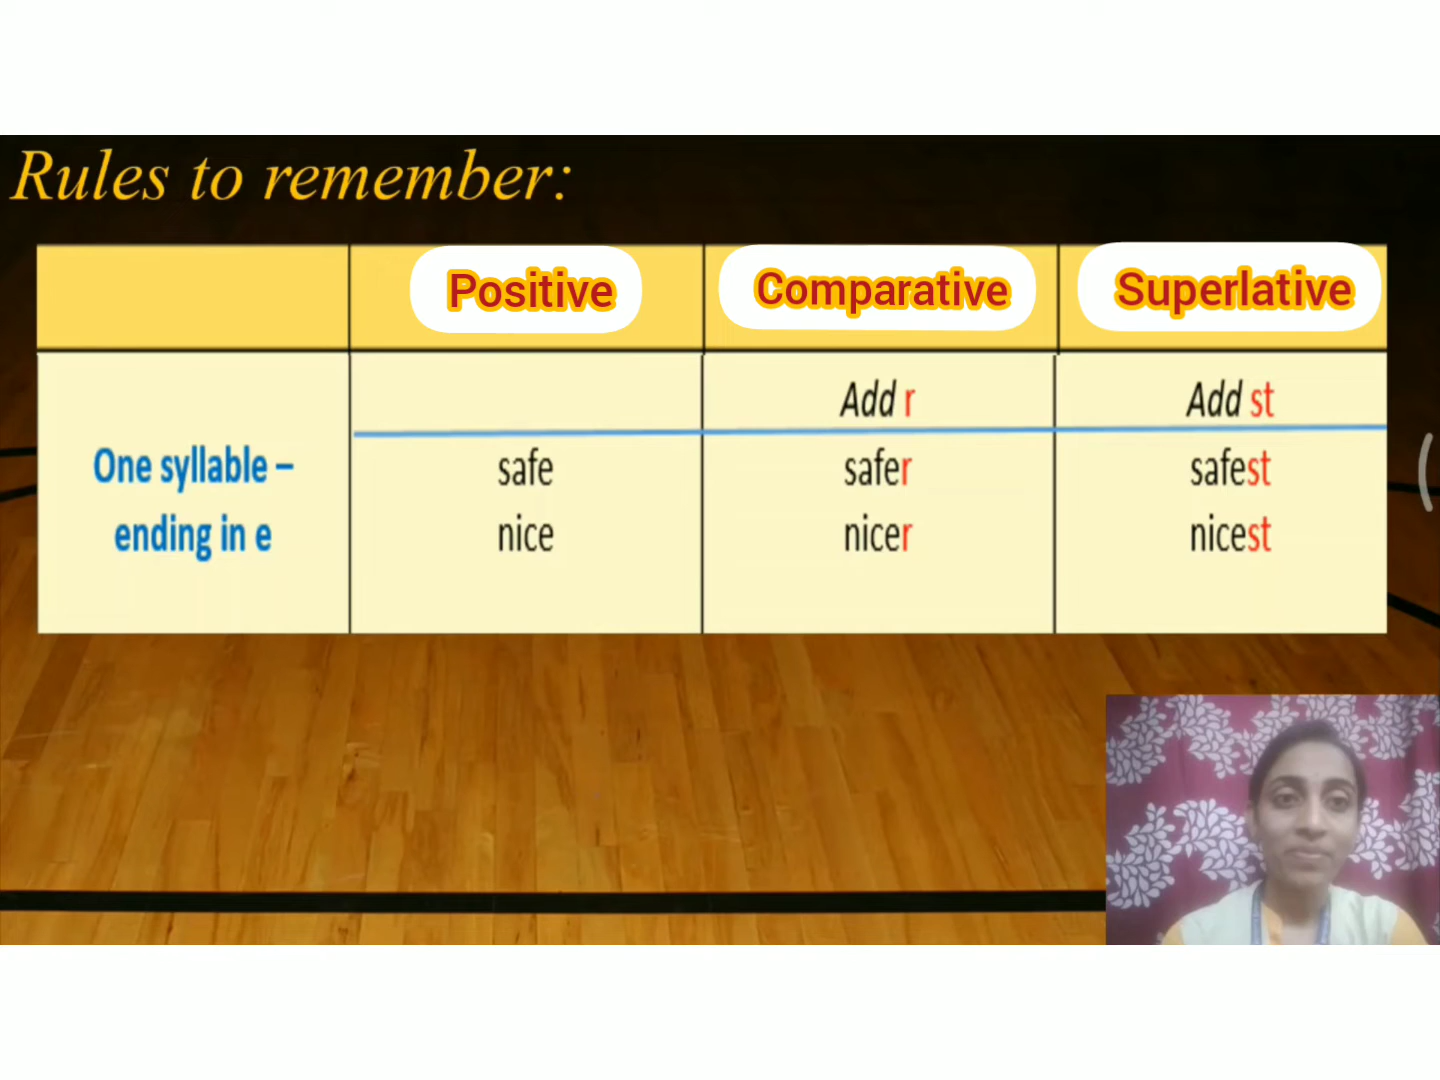 Rules to remember:
Positive Comparative Superlative
Add r Add st
One syllable – safe safer safest
ending in e nice nicer nicest